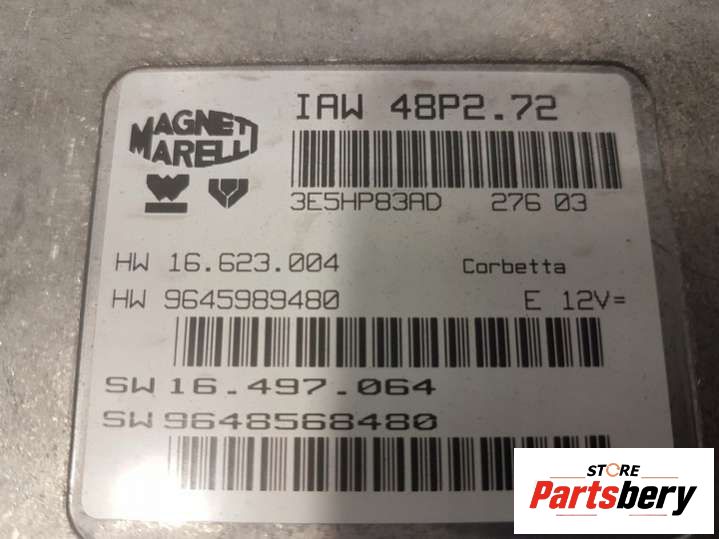 IAW 48P2.72
MAGNETI
MARELLI
3E5HP83AD 276 03
HW 16.623.004 Corbetta
HW 9645989480 E 12V=
SW 16.497.064
SW 9648568480
STORE
Partsbery